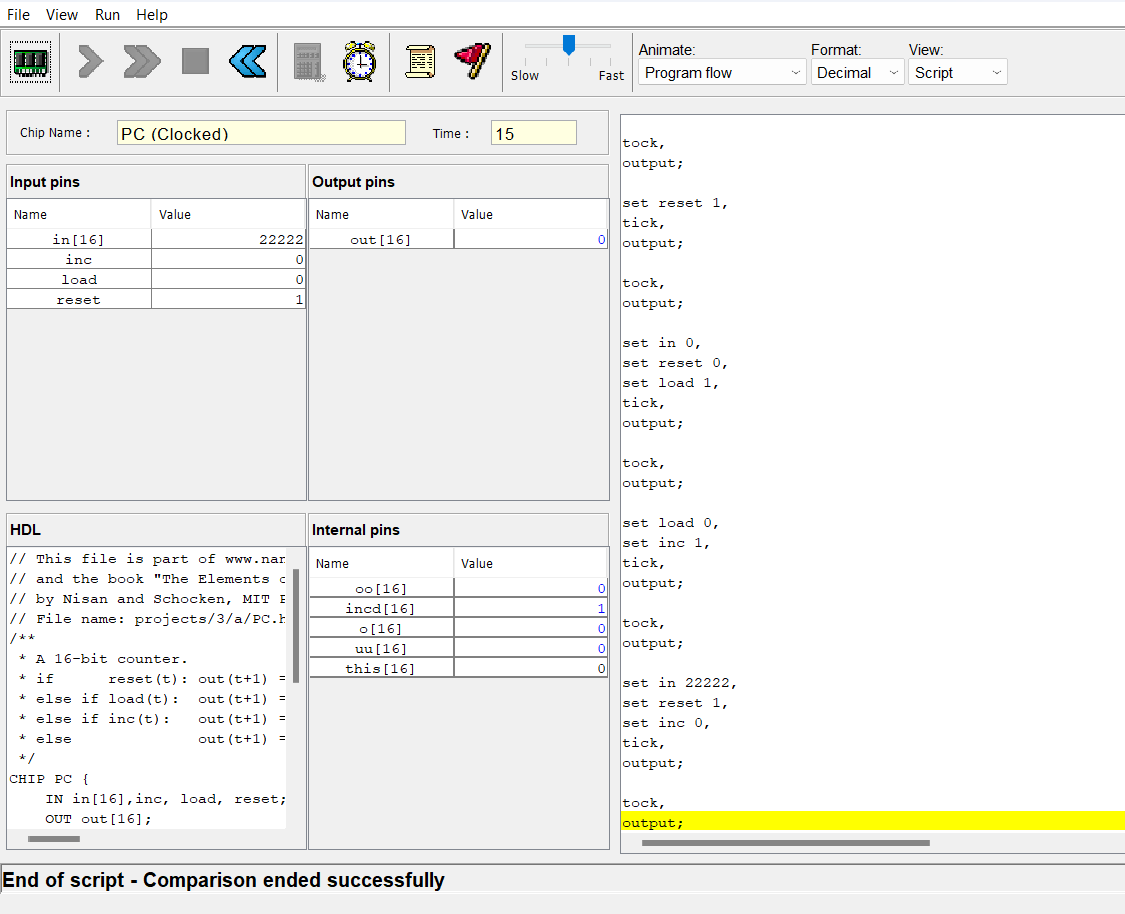 File View Run Help
Animate: Format: View:
Slow Fast Program flow Decimal Script
Chip Name : PC (Clocked) Time : 15
Input pins
Name Value
in[16] 22222
inc 0
load 0
reset 1
Output pins
Name Value
out[16] 0
HDL
// This file is part of www.nan
// and the book "The Elements o
// by Nisan and Schocken, MIT P
// File name: projects/3/a/PC.h
/**
* A 16-bit counter.
* if reset(t): out(t+1) =
* else if load(t): out(t+1) =
* else if inc(t): out(t+1) =
* else out(t+1) =
*/
CHIP PC {
IN in[16],inc, load, reset;
OUT out[16];
Internal pins
Name Value
oo[16] 0
incd[16] 1
o[16] 0
uu[16] 0
this[16] 0
tock,
output;
set reset 1,
tick,
output;
tock,
output;
set in 0,
set reset 0,
set load 1,
tick,
output;
tock,
output;
set load 0,
set inc 1,
tick,
output;
tock,
output;
set in 22222,
set reset 1,
set inc 0,
tick,
output;
tock,
output;
End of script - Comparison ended successfully